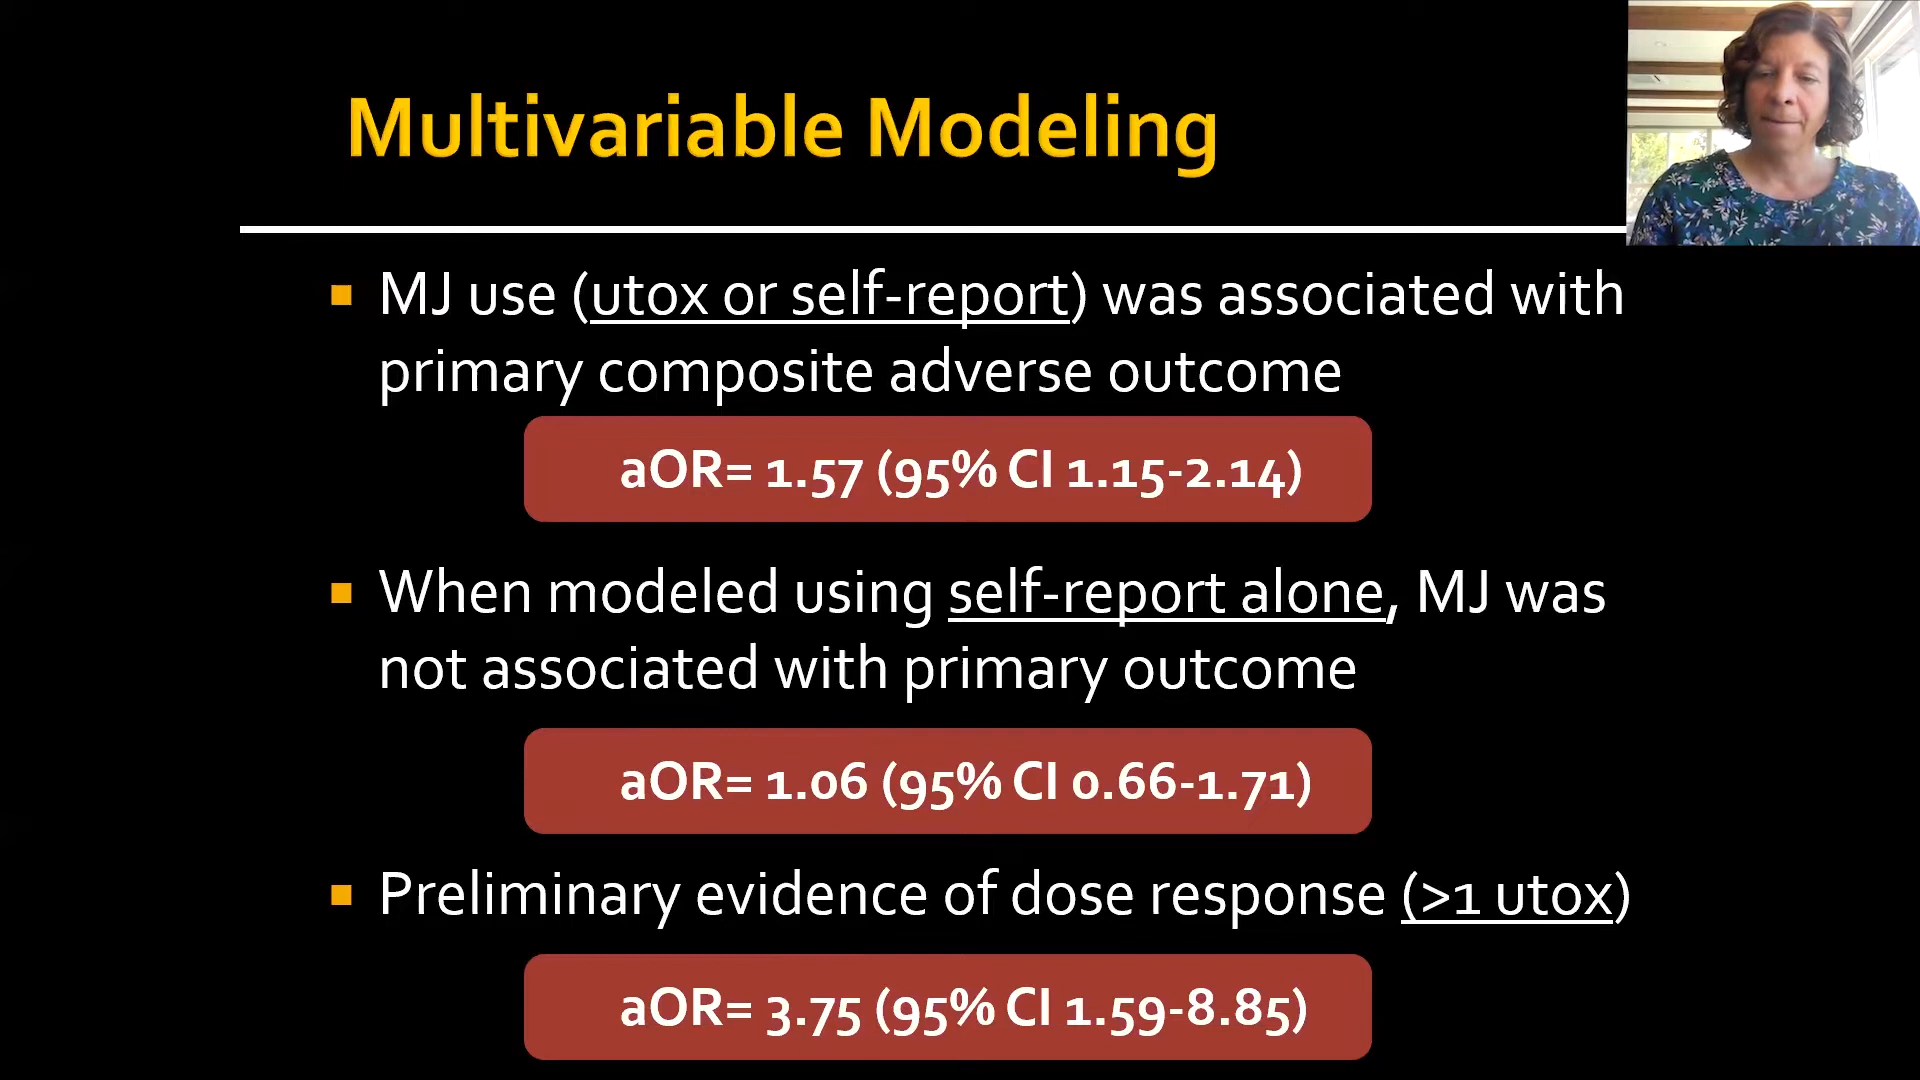 Multivariable Modeling
MJ use (utox or self-report) was associated with
primary composite adverse outcome
aOR= 1.57 (95% CI 1.15-2.14)
When modeled using self-report alone, MJ was
not associated with primary outcome
aOR= 1.06 (95% CI 0.66-1.71)
Preliminary evidence of dose response (>1 utox)
aOR= 3.75 (95% CI 1.59-8.85)